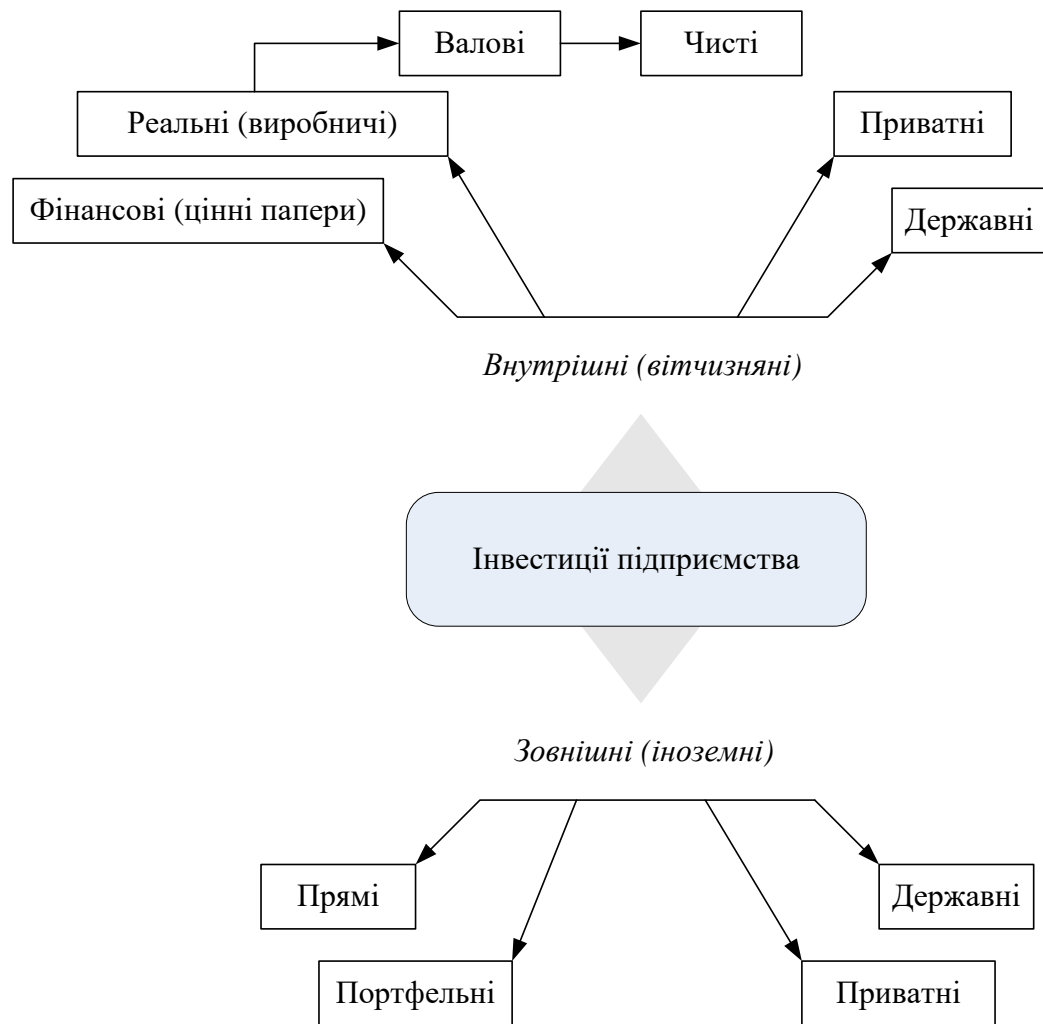 Валові
Чисті
Реальні (виробничі)
Приватні
Фінансові (цінні папери)
Державні
Внутрішні (вітчизняні)
Інвестиції підприємства
Зовнішні (іноземні)
Прямі
Державні
Портфельні
Приватні